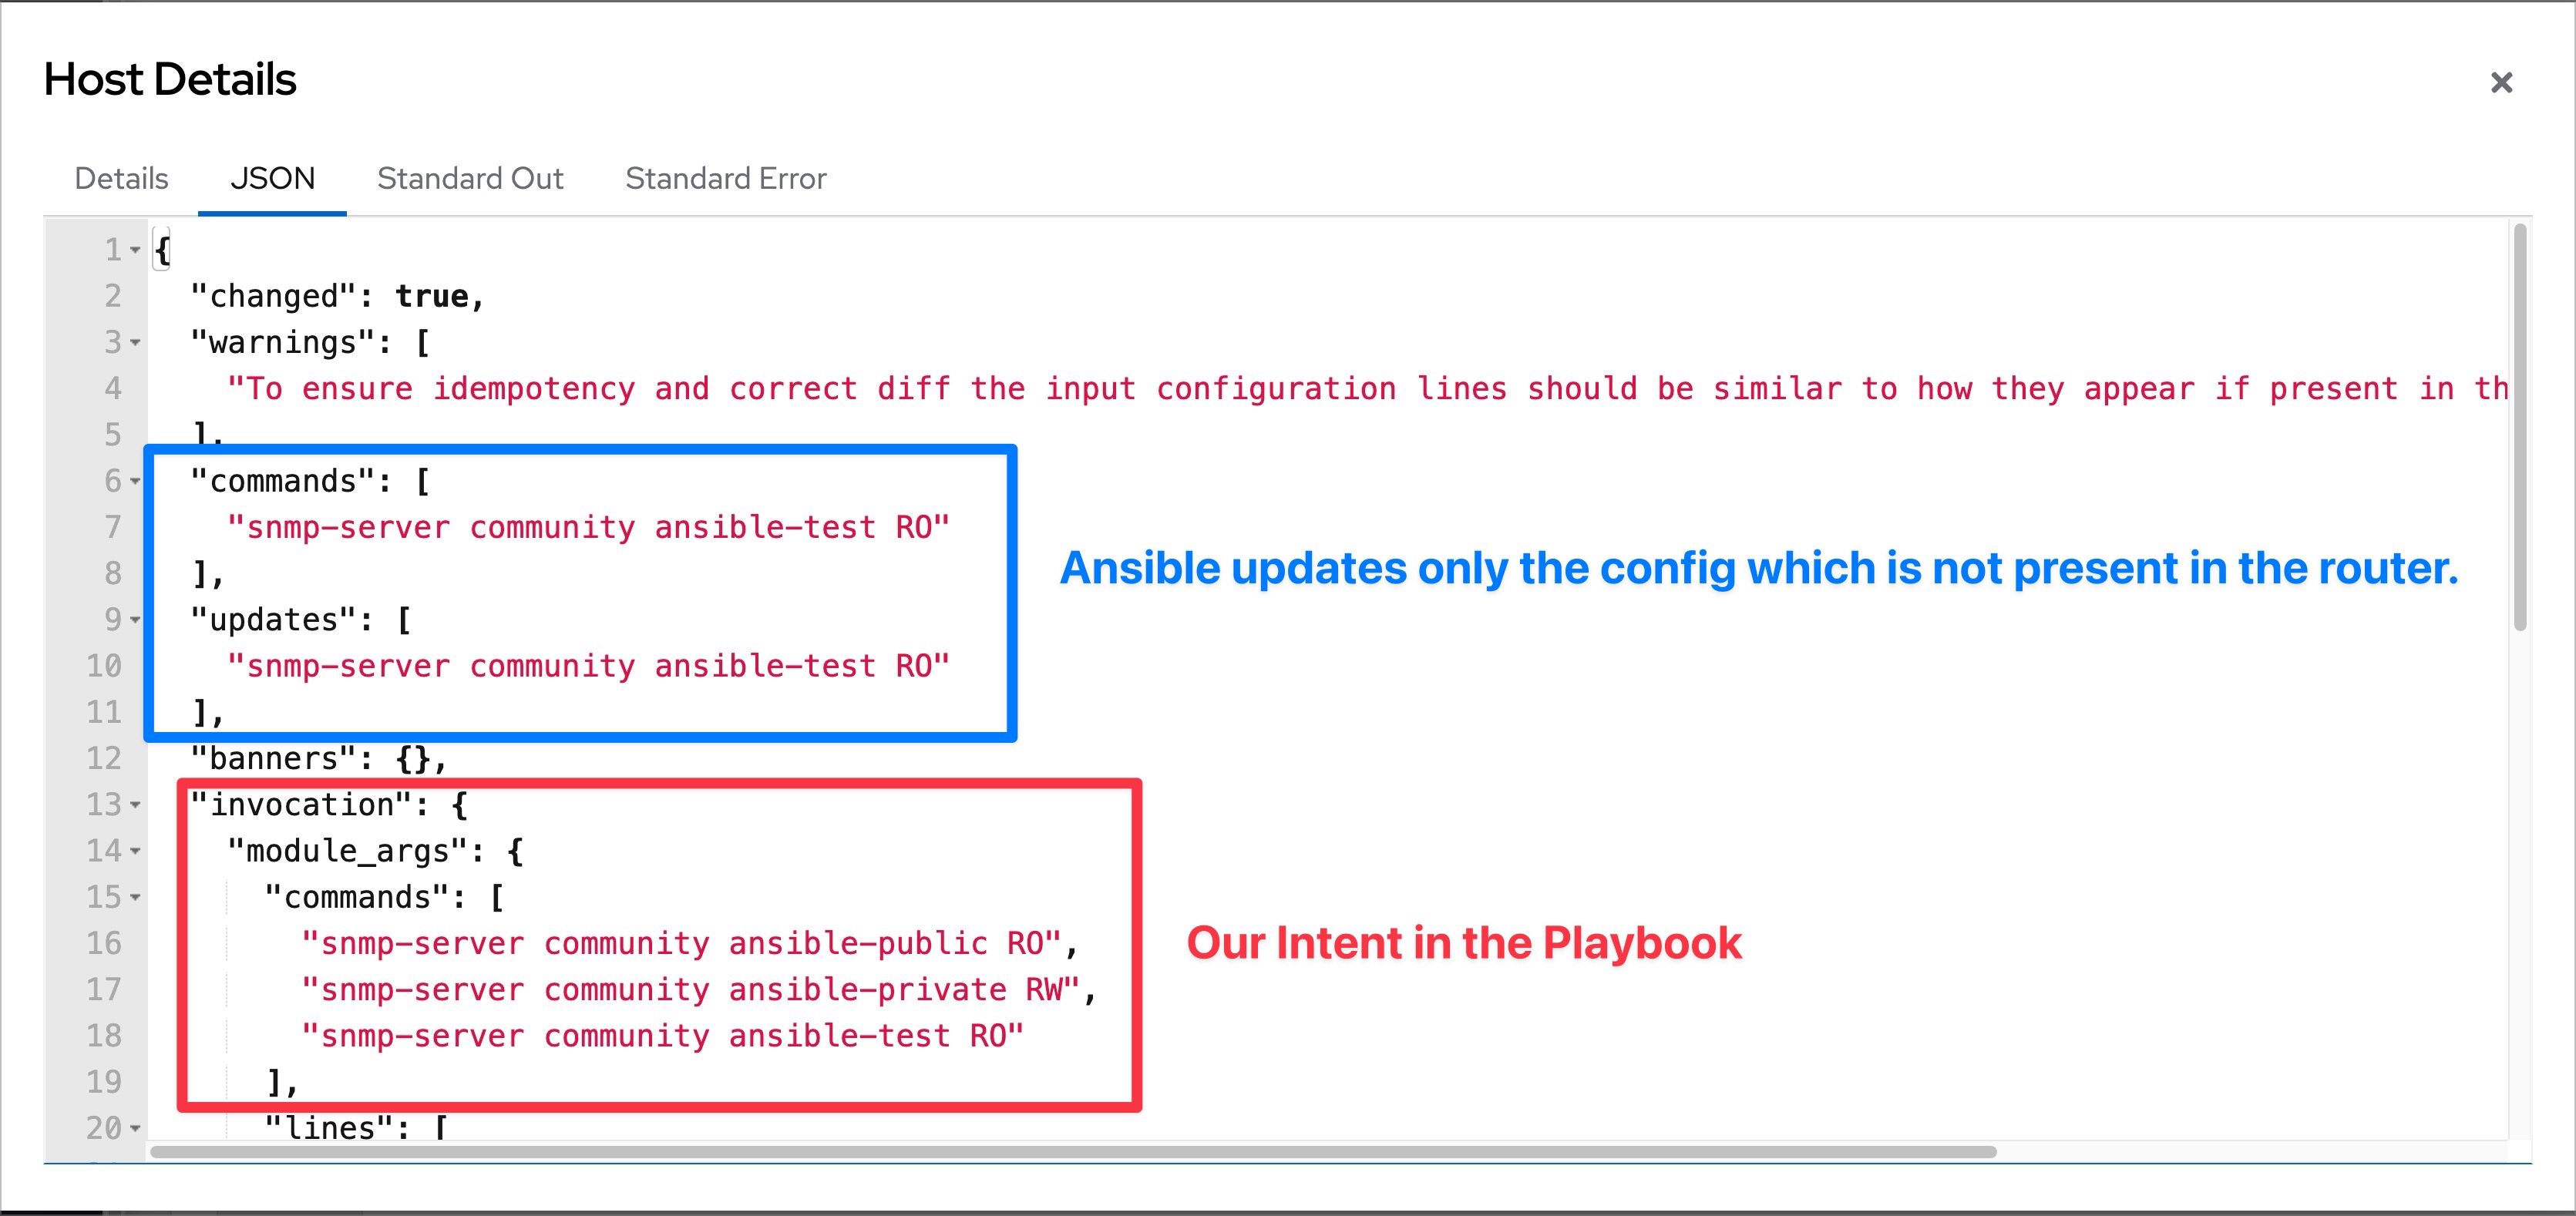 Host Details
Details JSON Standard Out Standard Error
1 {
2 "changed": true,
3 "warnings": [
4 "To ensure idempotency and correct diff the input configuration lines should be similar to how they appear if present in th
5 ],
6 "commands": [
7 "snmp-server community ansible-test RO"
8 ],
Ansible updates only the config which is not present in the router.
9 "updates": [
10 "snmp-server community ansible-test RO"
11 ],
12 "banners": {},
13 "invocation": {
14 "module_args": {
15 "commands": [
16 "snmp-server community ansible-public RO",
Our Intent in the Playbook
17 "snmp-server community ansible-private RW",
18 "snmp-server community ansible-test RO"
19 ],
20 "lines": [